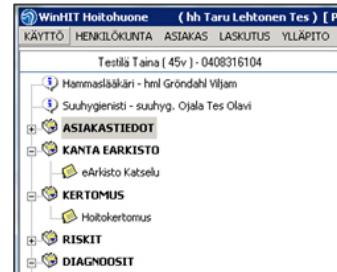 WinHIT Hoitohuone ( hh Taru Lehtonen Tes ) [ P
KÄYTTÖ HENKILÖKUNTA ASIAKAS LASKUTUS YLLÄPITO
Testilä Taina ( 45v ) - 0408316104
Hammaslääkäri - hml Gröndahl Viljam
Suuhygienisti - suuhyg. Ojala Tes Olavi
ASIAKASTIEDOT
KANTA EARKISTO
eArkisto Katselu
KERTOMUS
Hoitokertomus
RISKIT
DIAGNOOSIT